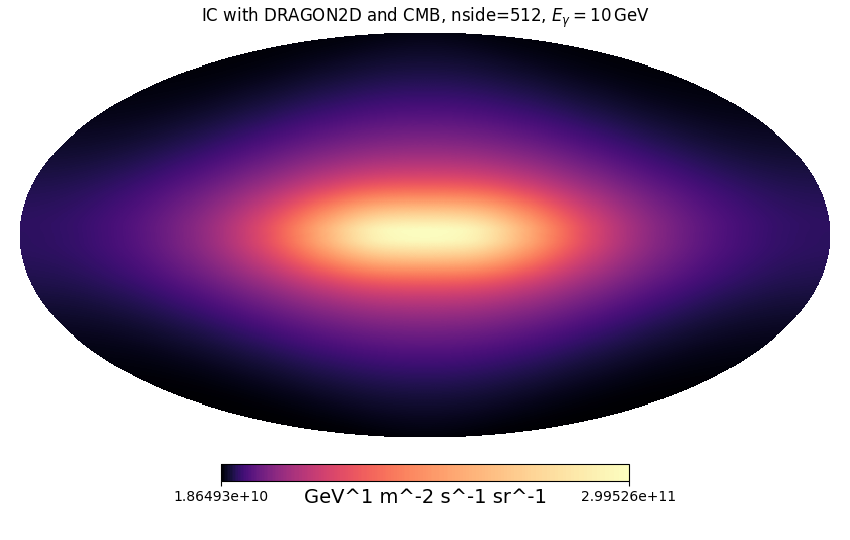 IC with DRAGON2D and CMB, nside=512, $E_\gamma = 10\,\mathrm{GeV}$
1.86493e+10 GeV^1 m^-2 s^-1 sr^-1 2.99526e+11